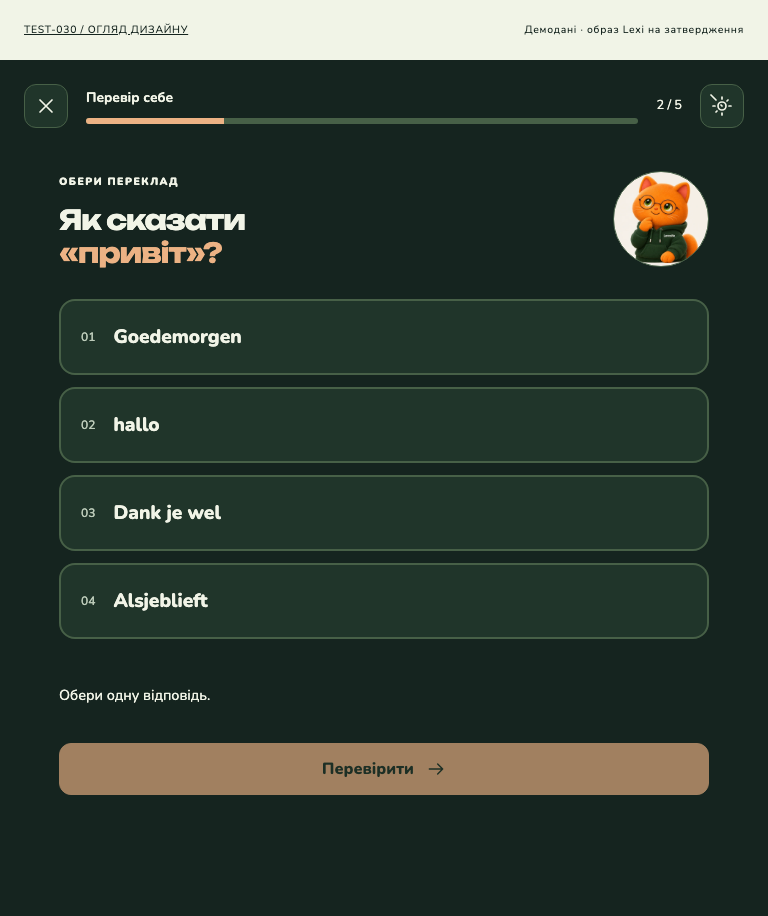 TEST-030 / ОГЛЯД ДИЗАЙНУ
Демодані · образ Lexi на затвердження
Перевір себе
2 / 5
ОБЕРИ ПЕРЕКЛАД
Як сказати
«привіт»?
01 Goedemorgen
02 hallo
03 Dank je wel
04 Alsjeblieft
Обери одну відповідь.
Перевірити →